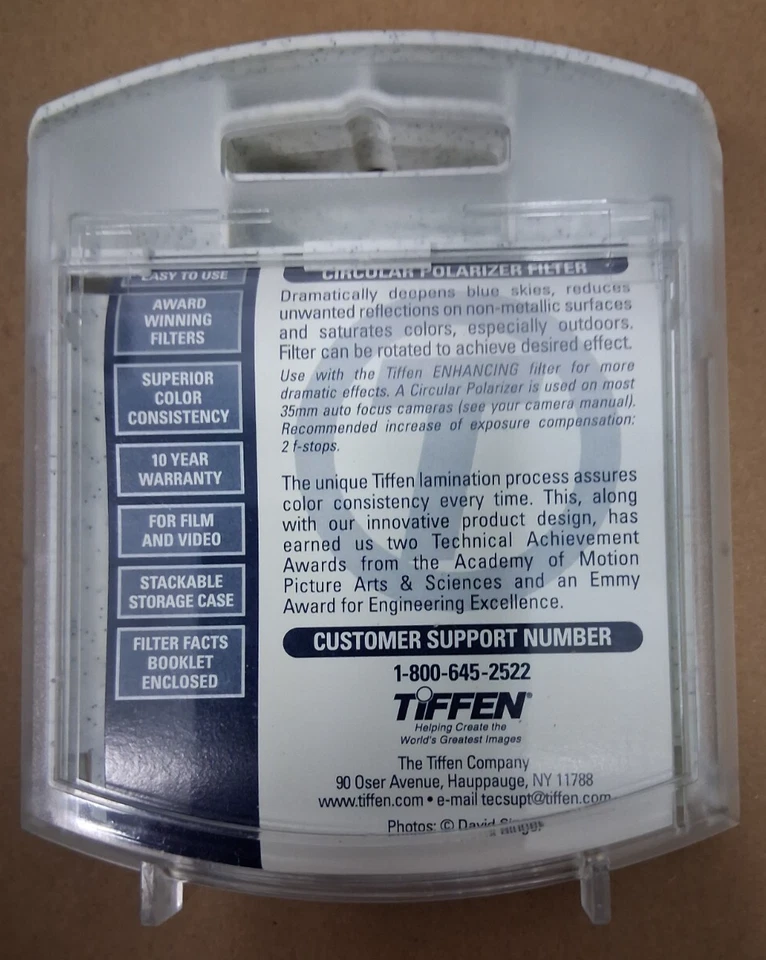 EASY TO USE
AWARD
WINNING
FILTERS
SUPERIOR
COLOR
CONSISTENCY
10 YEAR
WARRANTY
FOR FILM
AND VIDEO
STACKABLE
STORAGE CASE
FILTER FACTS
BOOKLET
ENCLOSED
CIRCULAR POLARIZER FILTER
Dramatically deepens blue skies, reduces
unwanted reflections on non-metallic surfaces
and saturates colors, especially outdoors.
Filter can be rotated to achieve desired effect.
Use with the Tiffen ENHANCING filter for more
dramatic effects. A Circular Polarizer is used on most
35mm auto focus cameras (see your camera manual).
Recommended increase of exposure compensation:
2 f-stops.
The unique Tiffen lamination process assures
color consistency every time. This, along
with our innovative product design, has
earned us two Technical Achievement
Awards from the Academy of Motion
Picture Arts & Sciences and an Emmy
Award for Engineering Excellence.
CUSTOMER SUPPORT NUMBER
1-800-645-2522
TIFFEN®
Helping Create the
World's Greatest Images
The Tiffen Company
90 Oser Avenue, Hauppauge, NY 11788
www.tiffen.com • e-mail tecsupt@tiffen.com
Photos: © David